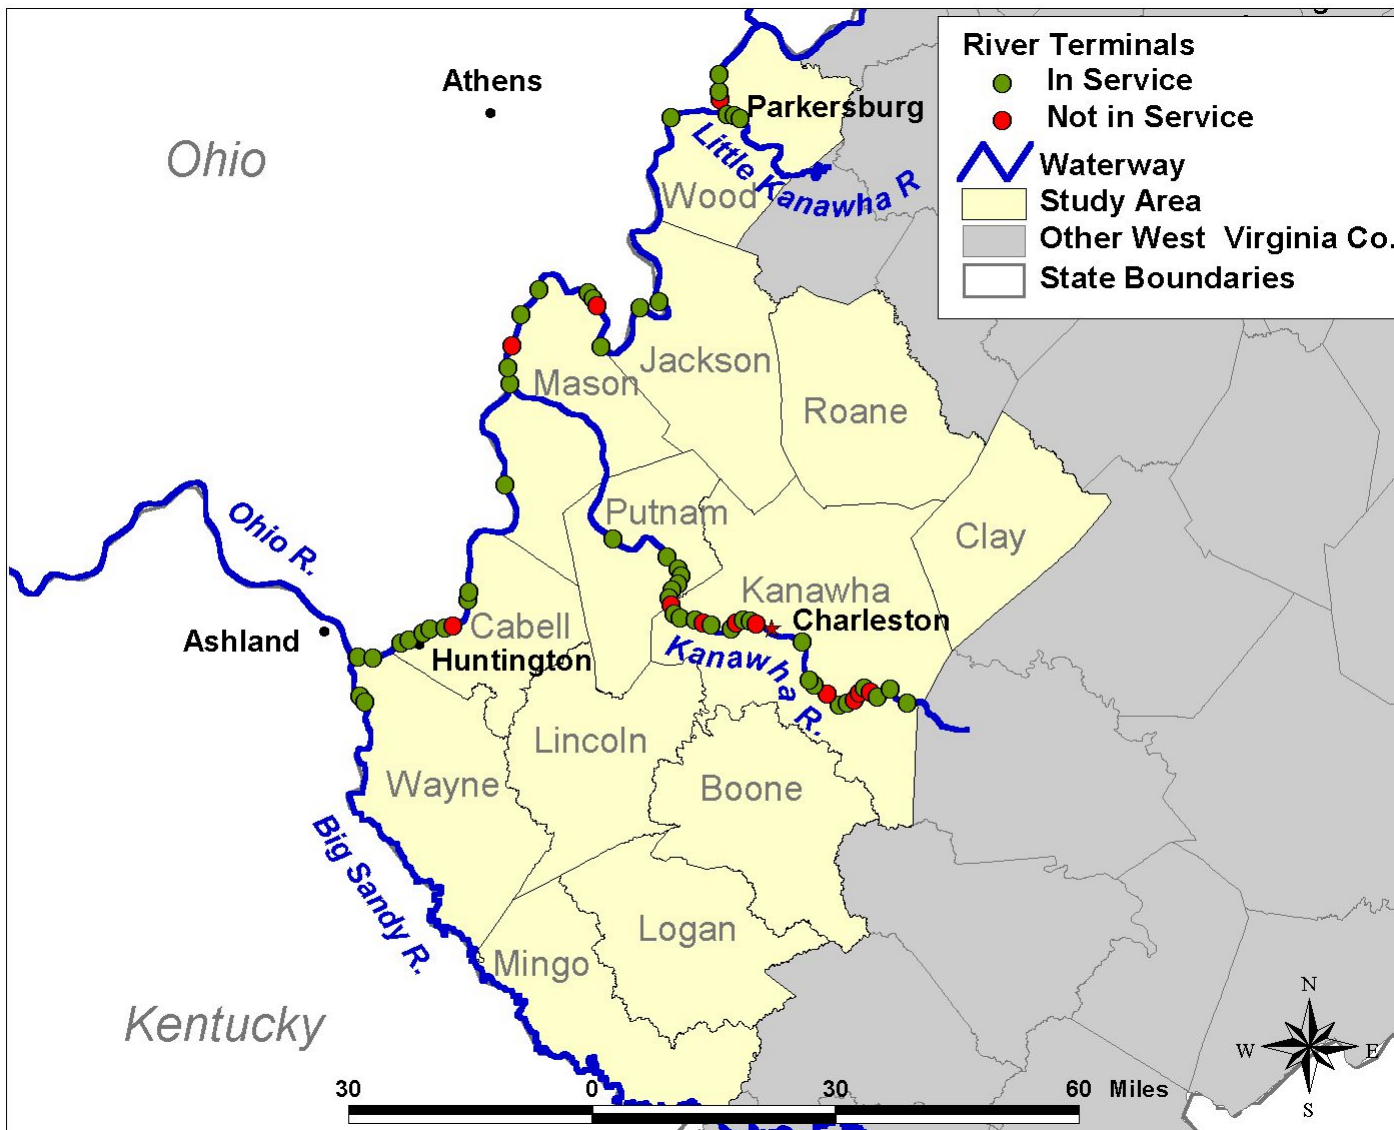 River Terminals
In Service
Not in Service
Waterway
Study Area
Other West Virginia Co.
State Boundaries
Athens
Parkersburg
Ohio
Little Kanawha R
Wood
Jackson
Mason
Roane
Putnam
Clay
Ohio R.
Kanawha
Charleston
Cabell
Ashland
Huntington
Kanawha R.
Lincoln
Wayne
Boone
Big Sandy R.
Logan
Mingo
Kentucky
N
W E
S
30 0 30 60 Miles